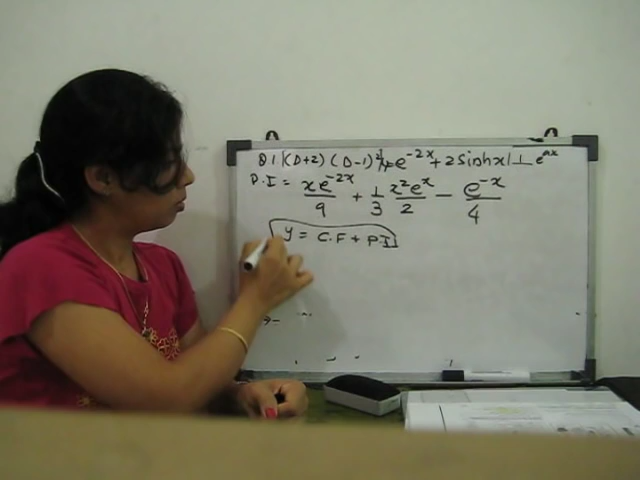 Q.1 (D+2)(D-1)²y = e^{-2x} + 2 sinh x | ⊥ e^{ax}
P.I = xe^{-2x}/9 + 1/3 x²e^x/2 - e^{-x}/4
y = C.F + P.I